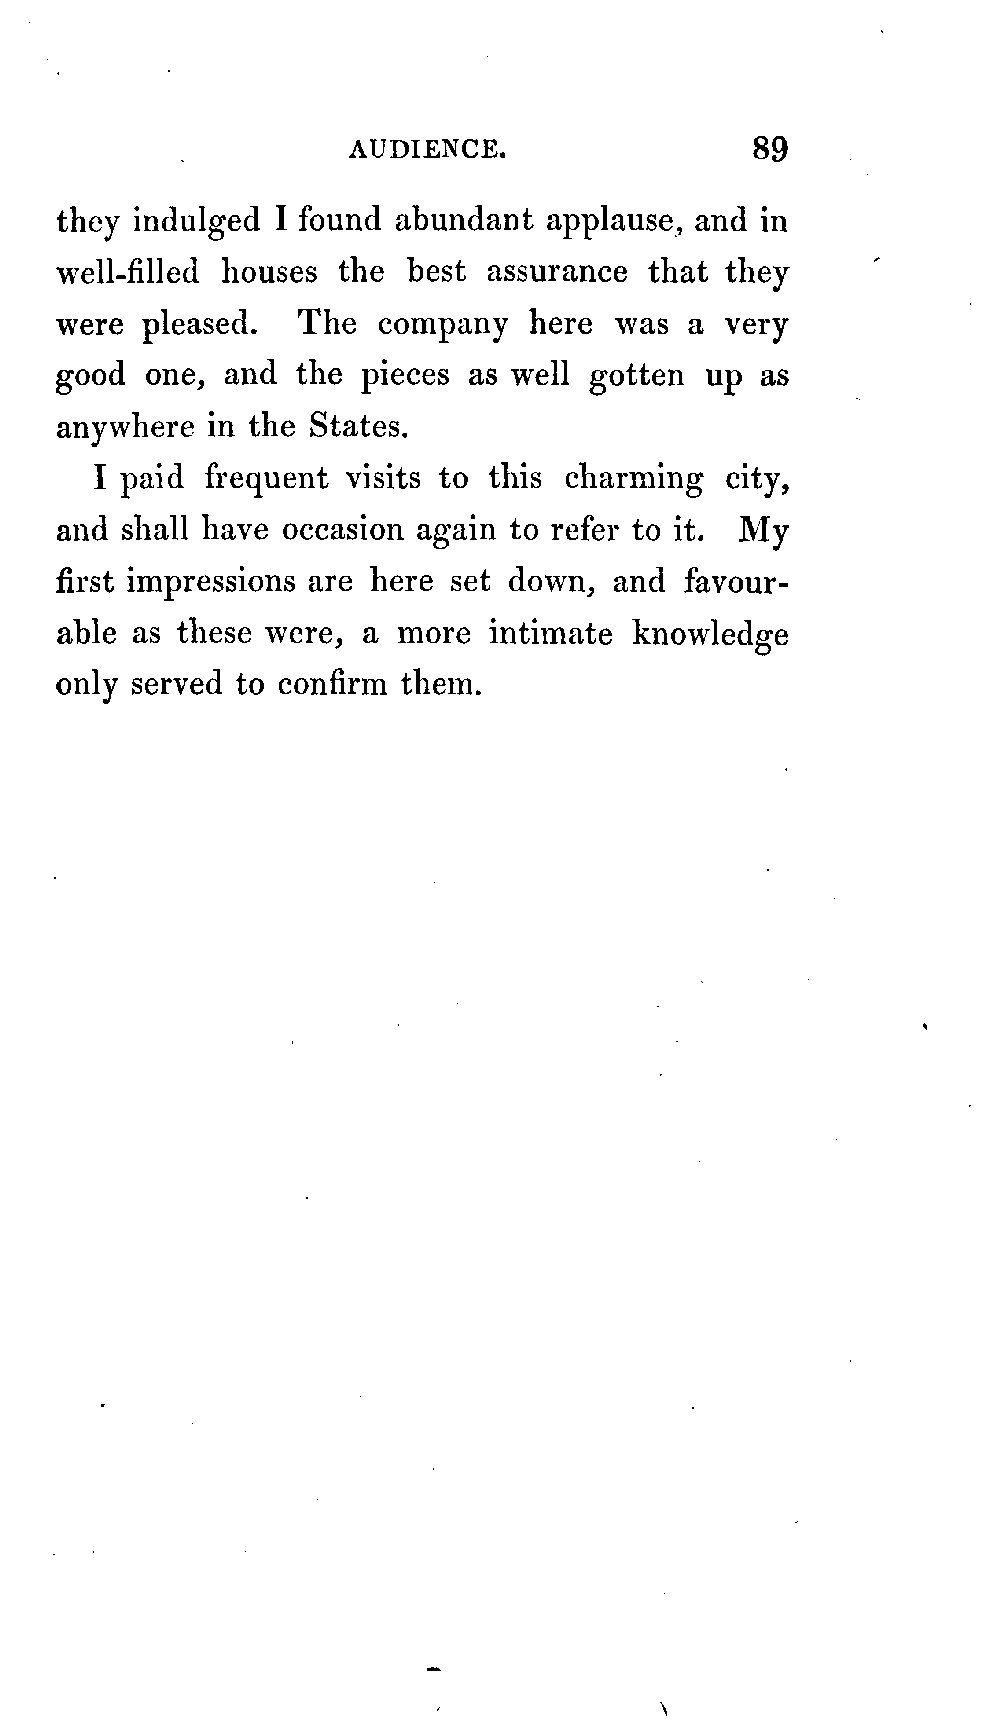 AUDIENCE. 89
they indulged I found abundant applause, and in
well-filled houses the best assurance that they
were pleased. The company here was a very
good one, and the pieces as well gotten up as
anywhere in the States.
I paid frequent visits to this charming city,
and shall have occasion again to refer to it. My
first impressions are here set down, and favour-
able as these were, a more intimate knowledge
only served to confirm them.